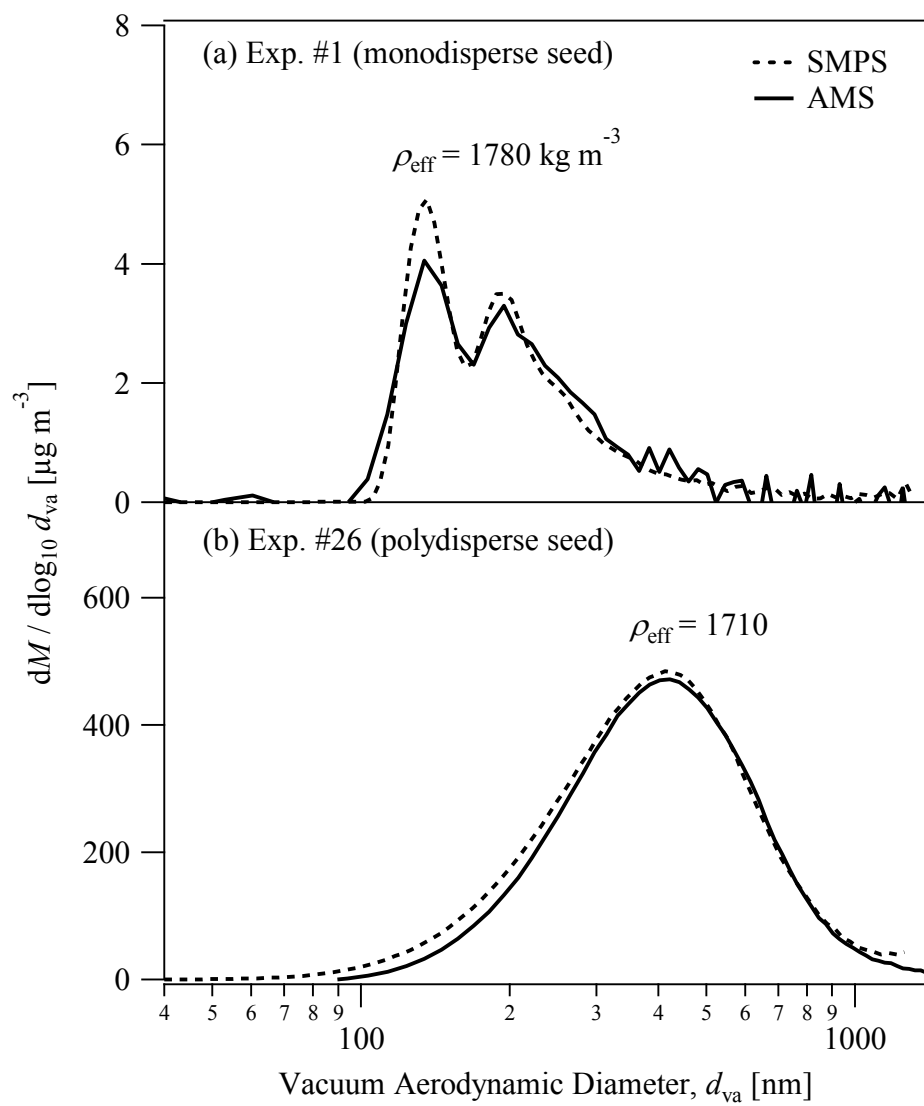 8
(a) Exp. #1 (monodisperse seed)
SMPS
AMS
6
ρeff = 1780 kg m-3
4
2
0
dM / dlog10 dva [µg m-3]
(b) Exp. #26 (polydisperse seed)
600
ρeff = 1710
400
200
0
4 5 6 7 8 9 2 3 4 5 6 7 8 9
100 1000
Vacuum Aerodynamic Diameter, dva [nm]